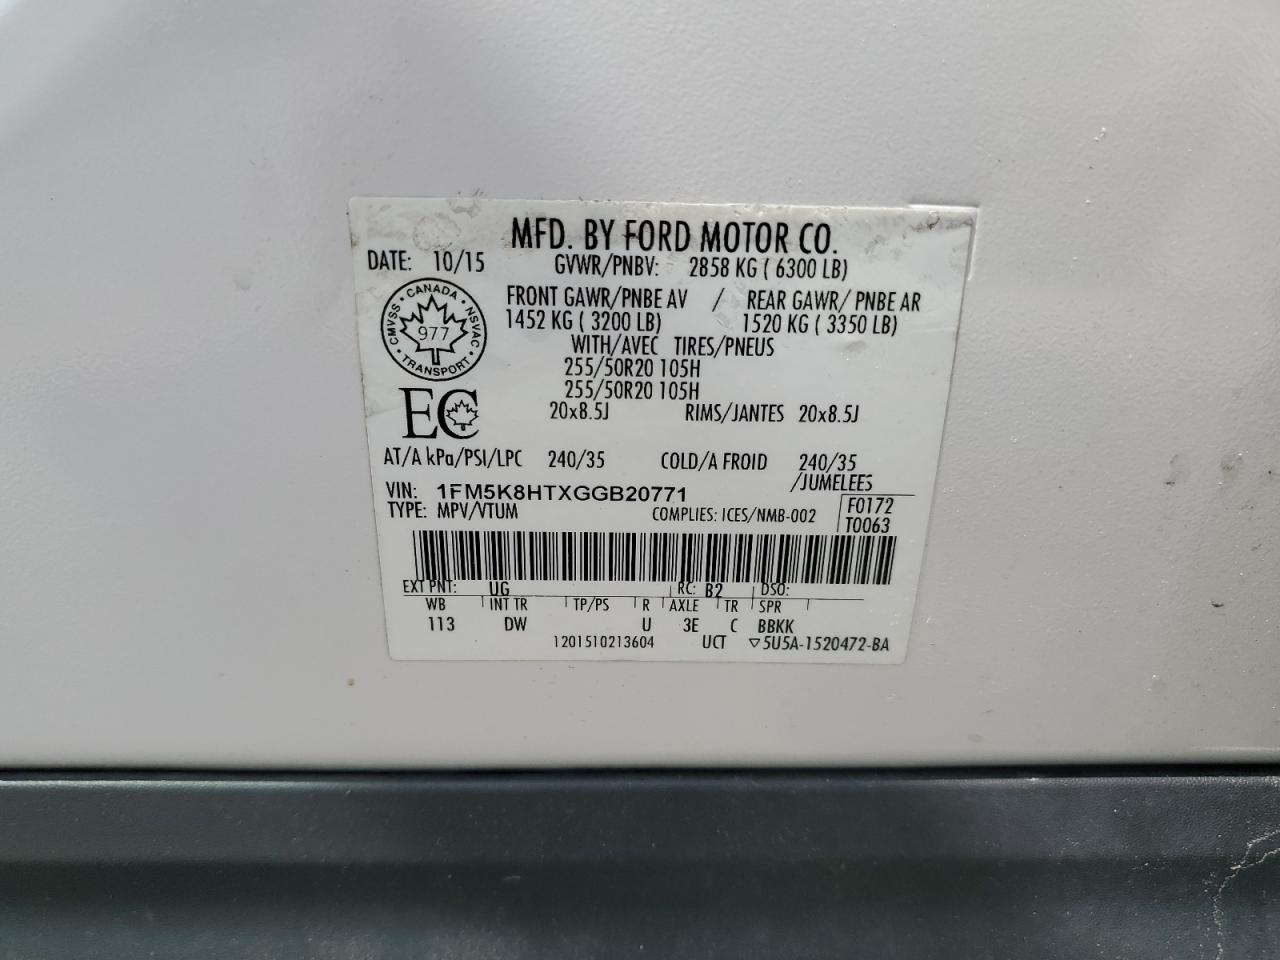 MFD. BY FORD MOTOR CO.
DATE: 10/15 GVWR/PNBV: 2858 KG ( 6300 LB)
CMVSS • CANADA • NSVAC • TRANSPORT •
977
FRONT GAWR/PNBE AV / REAR GAWR/ PNBE AR
1452 KG ( 3200 LB) 1520 KG ( 3350 LB)
WITH/AVEC TIRES/PNEUS
255/50R20 105H
255/50R20 105H
EC
20x8.5J RIMS/JANTES 20x8.5J
AT/A kPa/PSI/LPC 240/35 COLD/A FROID 240/35
/JUMELEES
VIN: 1FM5K8HTXGGB20771
TYPE: MPV/VTUM COMPLIES: ICES/NMB-002
F0172
T0063
EXT PNT: UG RC: B2 DSO:
WB INT TR TP/PS R AXLE TR SPR
113 DW U 3E C BBKK
1201510213604 UCT ▽5U5A-1520472-BA